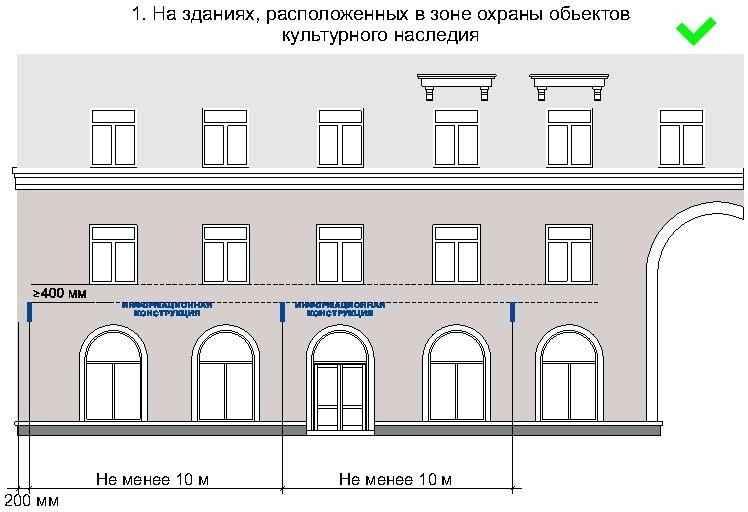 1. На зданиях, расположенных в зоне охраны обьектов
культурного наследия
≥400 мм
ИНФОРМАЦИОННАЯ
КОНСТРУКЦИЯ
ИНФОРМАЦИОННАЯ
КОНСТРУКЦИЯ
Не менее 10 м
Не менее 10 м
200 мм